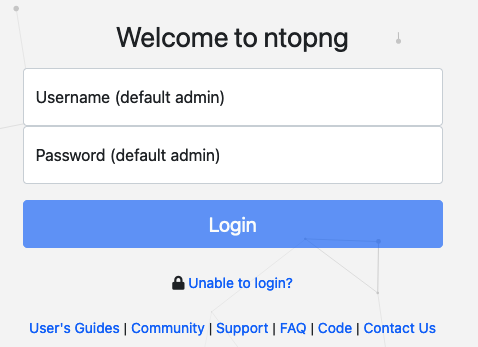 Welcome to ntopng
Username (default admin)
Password (default admin)
Login
Unable to login?
User's Guides | Community | Support | FAQ | Code | Contact Us